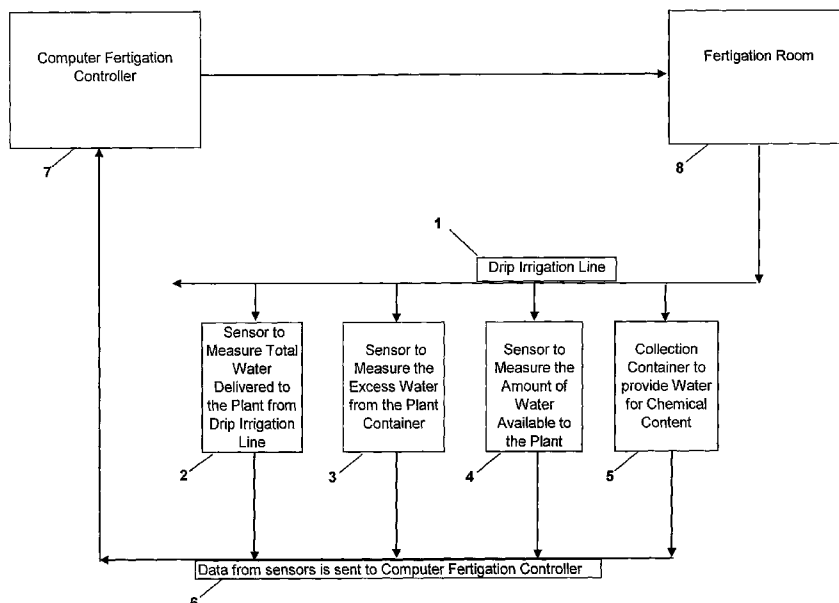 Computer Fertigation
Controller
Fertigation Room
7
8
1
Drip Irrigation Line
Sensor to
Measure Total
Water
Delivered to
the Plant from
Drip Irrigation
Line
Sensor to
Measure the
Excess Water
from the Plant
Container
Sensor to
Measure the
Amount of
Water
Available to
the Plant
Collection
Container to
provide Water
for Chemical
Content
2
3
4
5
Data from sensors is sent to Computer Fertigation Controller
6